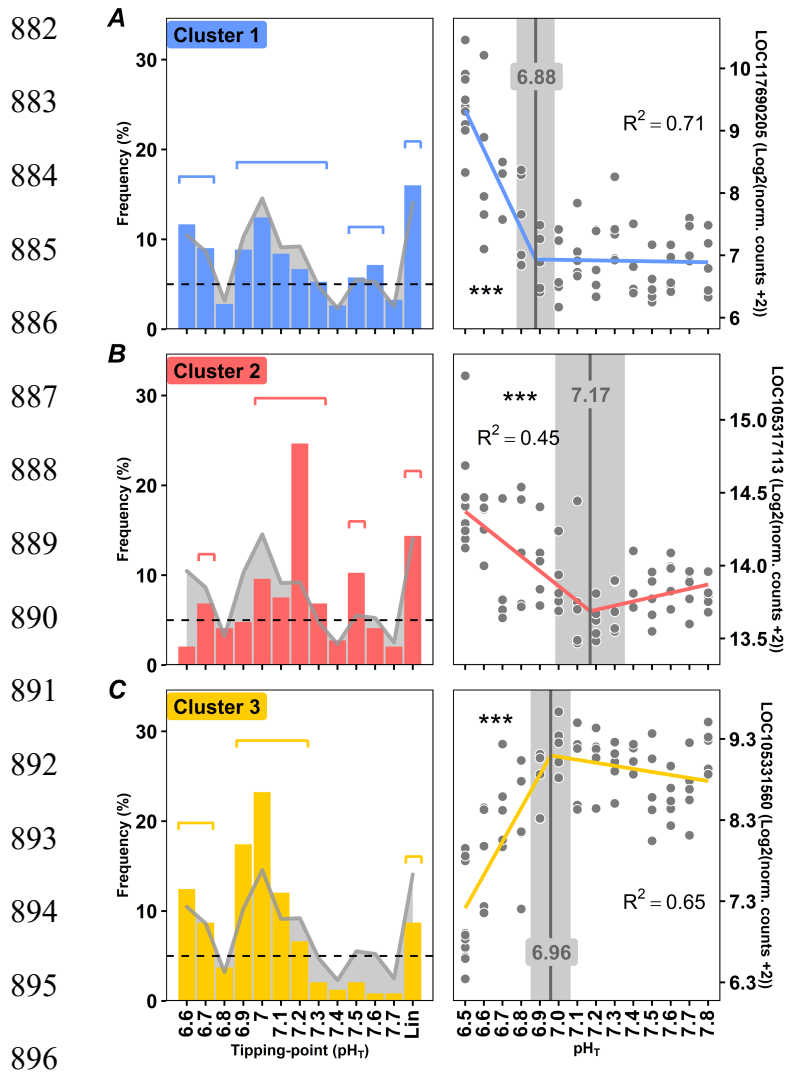 882
883
884
885
886
887
888
889
890
891
892
893
894
895
896
A
Cluster 1
Frequency (%)
30
20
10
0
6.88
R² = 0.71
***
10
9
8
7
6
LOC117690205 (Log2(norm. counts +2))
B
Cluster 2
Frequency (%)
30
20
10
0
7.17
***
R² = 0.45
15.0
14.5
14.0
13.5
LOC105317113 (Log2(norm. counts +2))
C
Cluster 3
Frequency (%)
30
20
10
0
6.6 6.7 6.8 6.9 7 7.1 7.2 7.3 7.4 7.5 7.6 7.7 Lin
Tipping-point (pHT)
***
R² = 0.65
6.96
9.3
8.3
7.3
6.3
LOC105331560 (Log2(norm. counts +2))
6.5 6.6 6.7 6.8 6.9 7.0 7.1 7.2 7.3 7.4 7.5 7.6 7.7 7.8
pHT